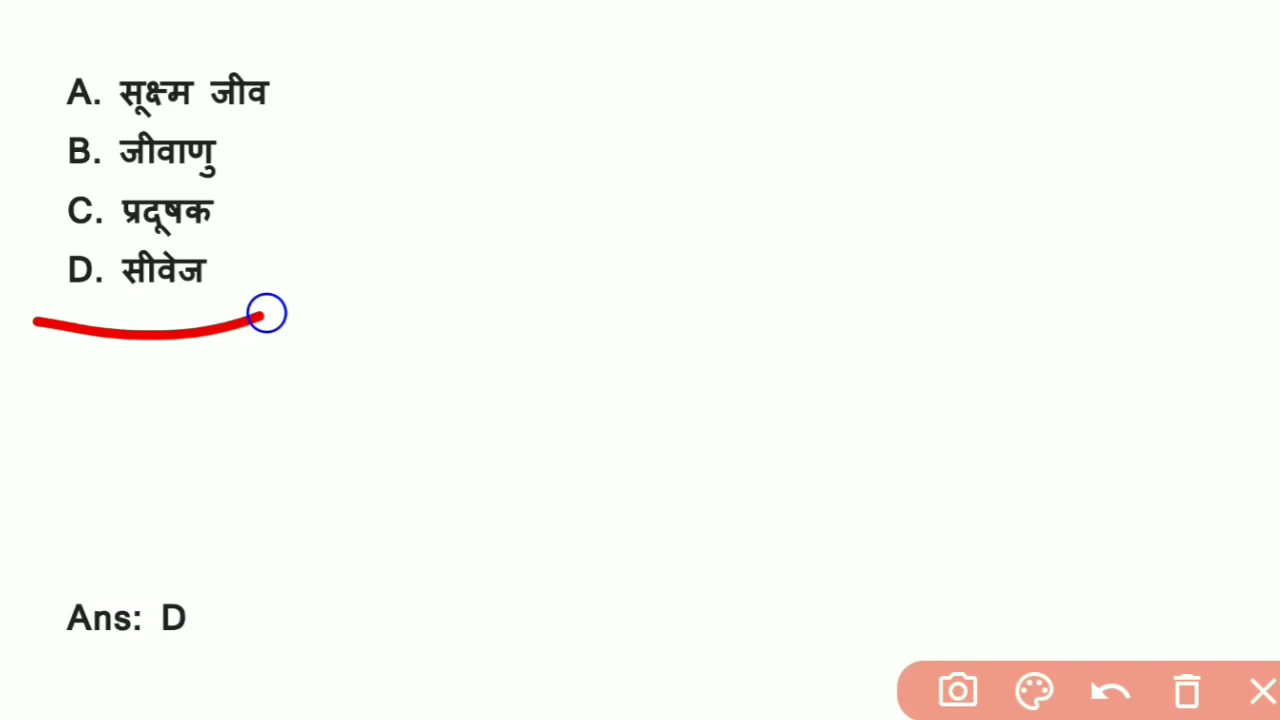 A. सूक्ष्म जीव
B. जीवाणु
C. प्रदूषक
D. सीवेज
Ans: D